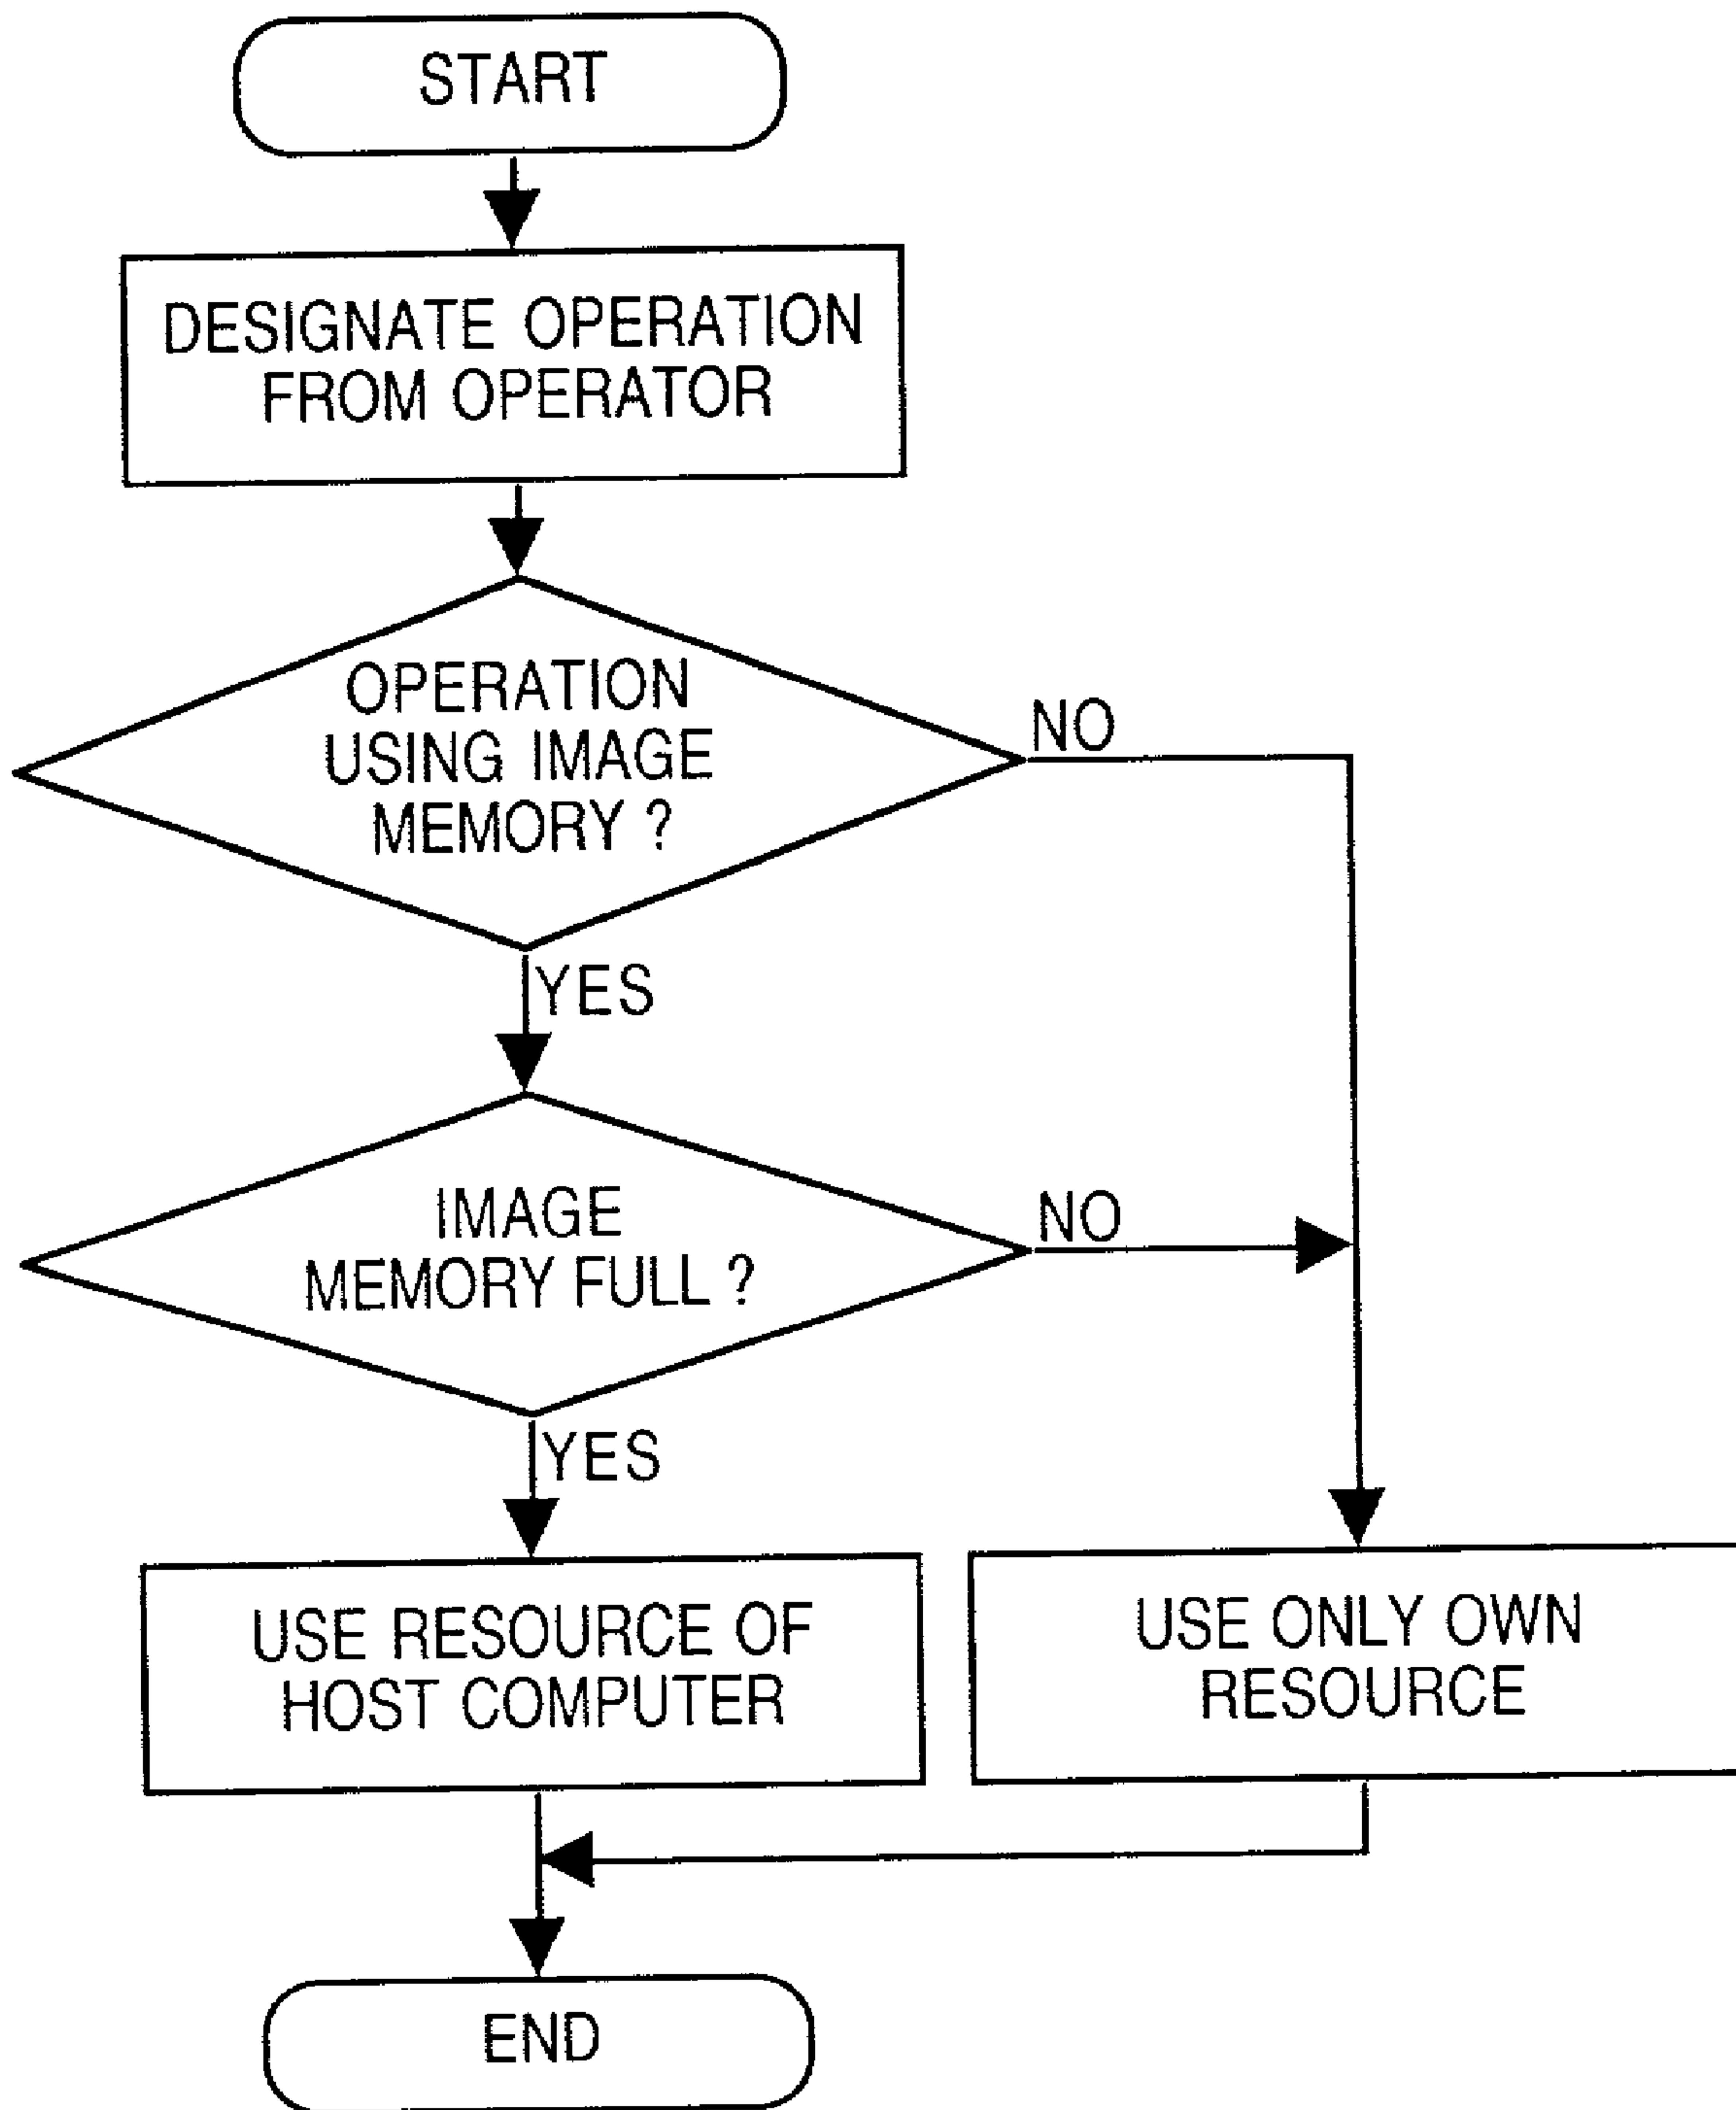 START
DESIGNATE OPERATION
FROM OPERATOR
OPERATION
USING IMAGE
MEMORY ?
NO
YES
IMAGE
MEMORY FULL ?
NO
YES
USE RESOURCE OF
HOST COMPUTER
USE ONLY OWN
RESOURCE
END